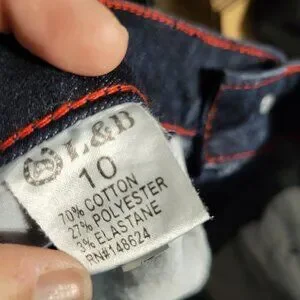 L&B
10
70% COTTON
27% POLYESTER
3% ELASTANE
RN#148624